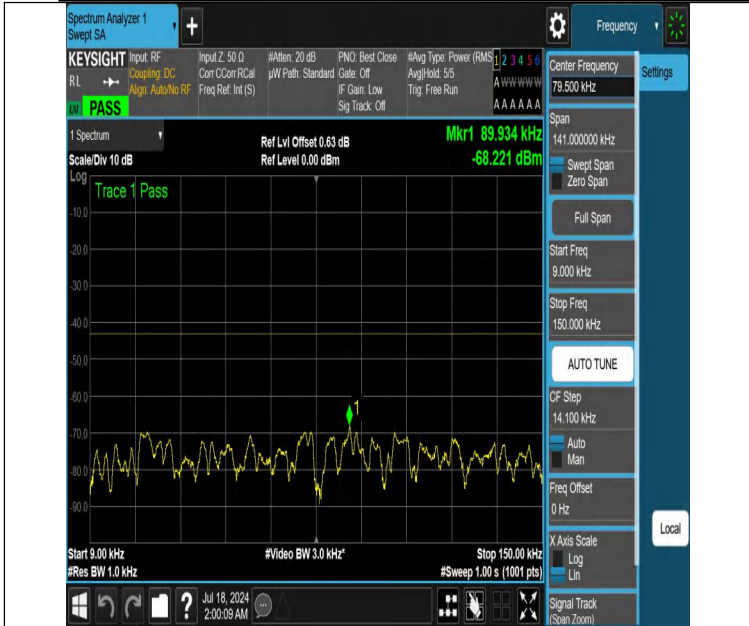 Spectrum Analyzer 1
Swept SA
+
Frequency
KEYSIGHT
RL
PASS
Input: RF
Coupling: DC
Align: Auto/No RF
Input Z: 50 Ω
Corr CCorr RCal
Freq Ref: Int (S)
#Atten: 20 dB
µW Path: Standard
PNO: Best Close
Gate: Off
IF Gain: Low
Sig Track: Off
#Avg Type: Power (RMS
Avg|Hold: 5/5
Trig: Free Run
1 2 3 4 5 6
A W W W W W
A A A A A A
Center Frequency
79.500 kHz
Settings
1 Spectrum
Scale/Div 10 dB
Ref Lvl Offset 0.63 dB
Ref Level 0.00 dBm
Mkr1 89.934 kHz
-68.221 dBm
Log
Trace 1 Pass
-10.0
-20.0
-30.0
-40.0
-50.0
-60.0
-70.0
-80.0
-90.0
1
Start 9.00 kHz
#Res BW 1.0 kHz
#Video BW 3.0 kHz*
Stop 150.00 kHz
#Sweep 1.00 s (1001 pts)
Span
141.000000 kHz
Swept Span
Zero Span
Full Span
Start Freq
9.000 kHz
Stop Freq
150.000 kHz
AUTO TUNE
CF Step
14.100 kHz
Auto
Man
Freq Offset
0 Hz
X Axis Scale
Log
Lin
Signal Track
(Span Zoom)
Local
?
Jul 18, 2024
2:00:09 AM